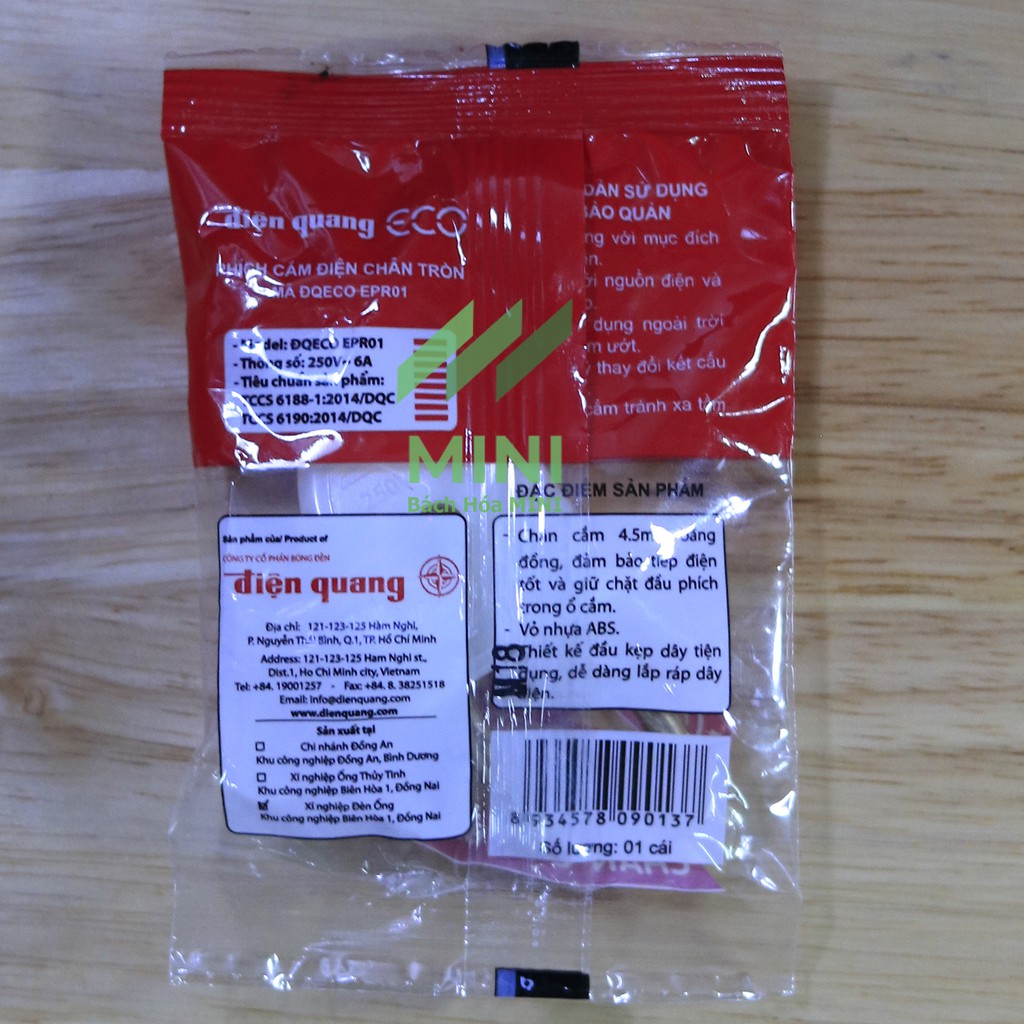 điện quang ECO
PHÍCH CẮM ĐIỆN CHÂN TRÒN
MÃ ĐQECO EPR01
- Model: ĐQECO EPR01
- Thông số: 250V~ 6A
- Tiêu chuẩn sản phẩm:
TCCS 6188-1:2014/DQC
TCCS 6190:2014/DQC
DẪN SỬ DỤNG
BẢO QUẢN
với mục đích
nguồn điện và
dụng ngoài trời
ướt.
thay đổi kết cấu
cắm tránh xa tầm
MINI
Bách Hóa MINI
ĐẶC ĐIỂM SẢN PHẨM
- Chân cắm 4.5mm bằng
đồng, đảm bảo tiếp điện
tốt và giữ chặt đầu phích
trong ổ cắm.
- Vỏ nhựa ABS.
- Thiết kế đầu kẹp dây tiện
dụng, dễ dàng lắp ráp dây
điện.
Sản phẩm của/ Product of
CÔNG TY CỔ PHẦN BÓNG ĐÈN
điện quang
Địa chỉ: 121-123-125 Hàm Nghi,
P. Nguyễn Thái Bình, Q.1, TP. Hồ Chí Minh
Address: 121-123-125 Ham Nghi st.,
Dist.1, Ho Chi Minh city, Vietnam
Tel: +84. 19001257 - Fax: +84. 8. 38251518
Email: info@dienquang.com
www.dienquang.com
Sản xuất tại
Chi nhánh Đồng An
Khu công nghiệp Đồng An, Bình Dương
Xí nghiệp Ống Thủy Tinh
Khu công nghiệp Biên Hòa 1, Đồng Nai
Xí nghiệp Đèn Ống
Khu công nghiệp Biên Hòa 1, Đồng Nai
8 934578 090137
Số lượng: 01 cái